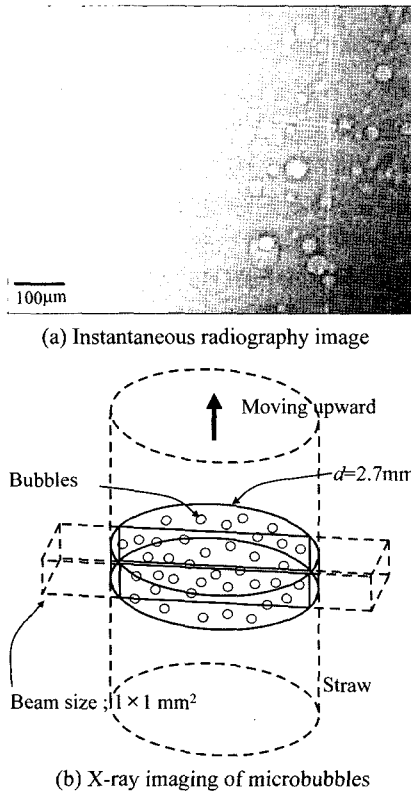 100μm
(a) Instantaneous radiography image
Moving upward
Bubbles
d=2.7mm
Straw
Beam size ; 1×1 mm²
(b) X-ray imaging of microbubbles